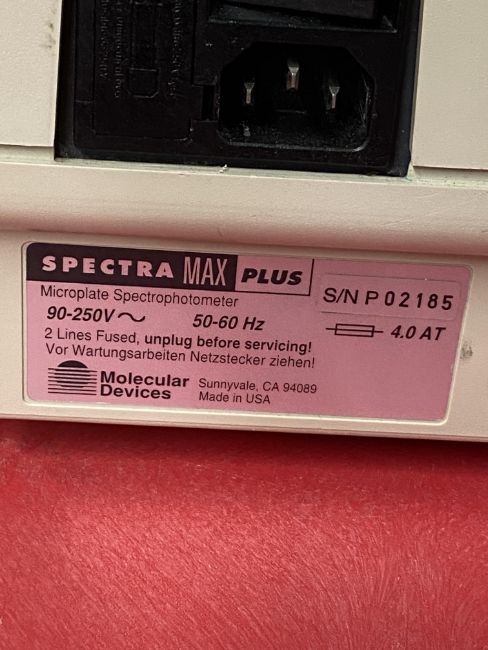 SPECTRA MAX PLUS
S/N P 02185
Microplate Spectrophotometer
90-250V~ 50-60 Hz 4.0 AT
2 Lines Fused, unplug before servicing!
Vor Wartungsarbeiten Netzstecker ziehen!
Molecular Devices
Sunnyvale, CA 94089
Made in USA